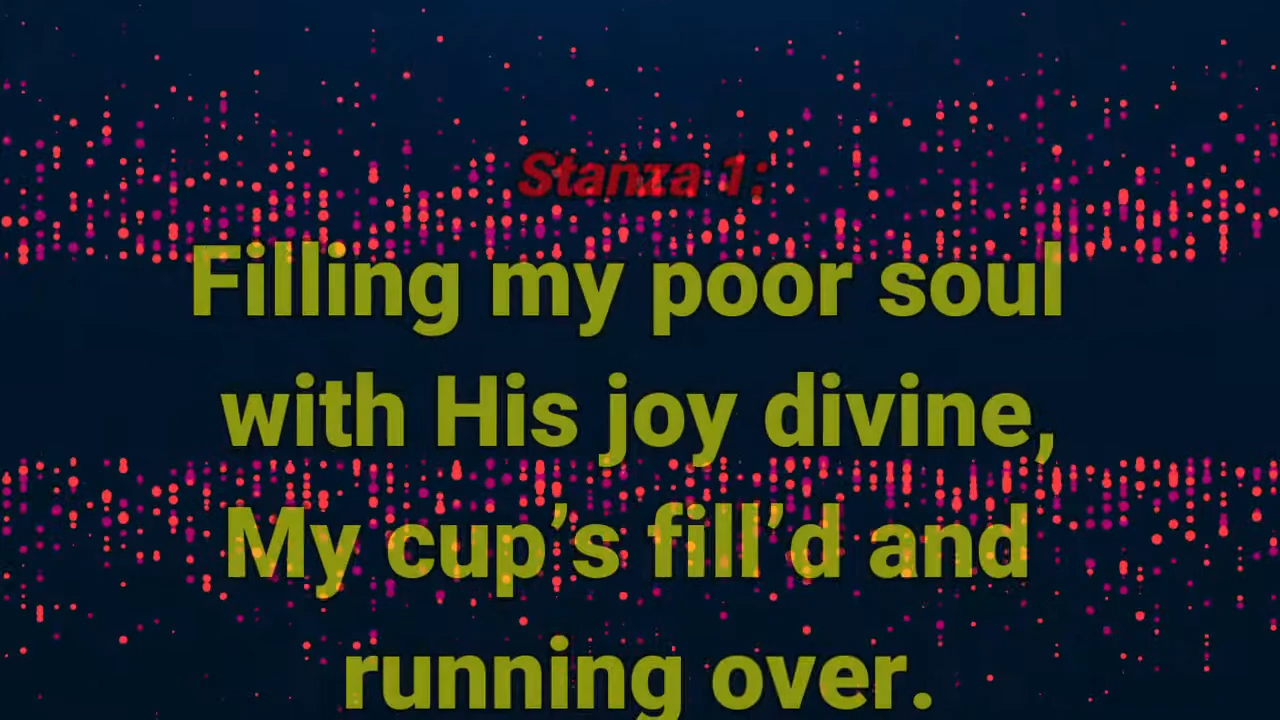 Stanza 1:
Filling my poor soul
with His joy divine,
My cup’s fill’d and
running over.